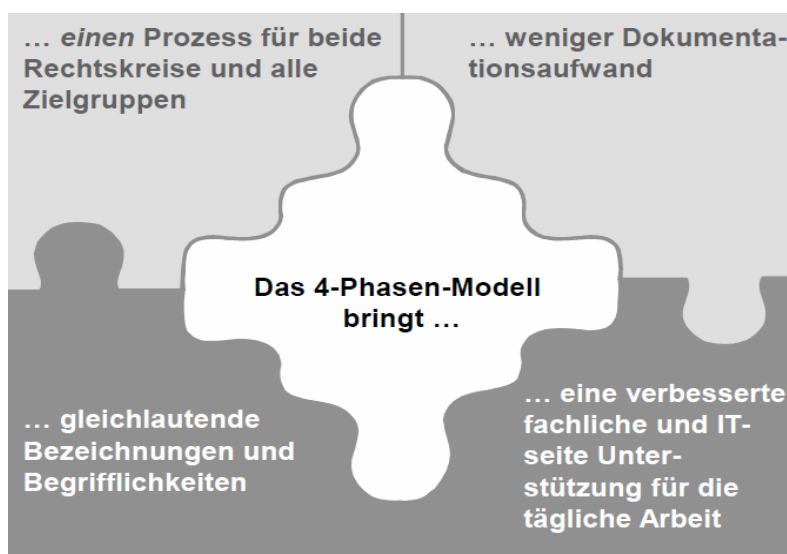 … einen Prozess für beide
Rechtskreise und alle
Zielgruppen
… weniger Dokumenta-
tionsaufwand
Das 4-Phasen-Modell
bringt …
… gleichlautende
Bezeichnungen und
Begrifflichkeiten
… eine verbesserte
fachliche und IT-
seite Unter-
stützung für die
tägliche Arbeit